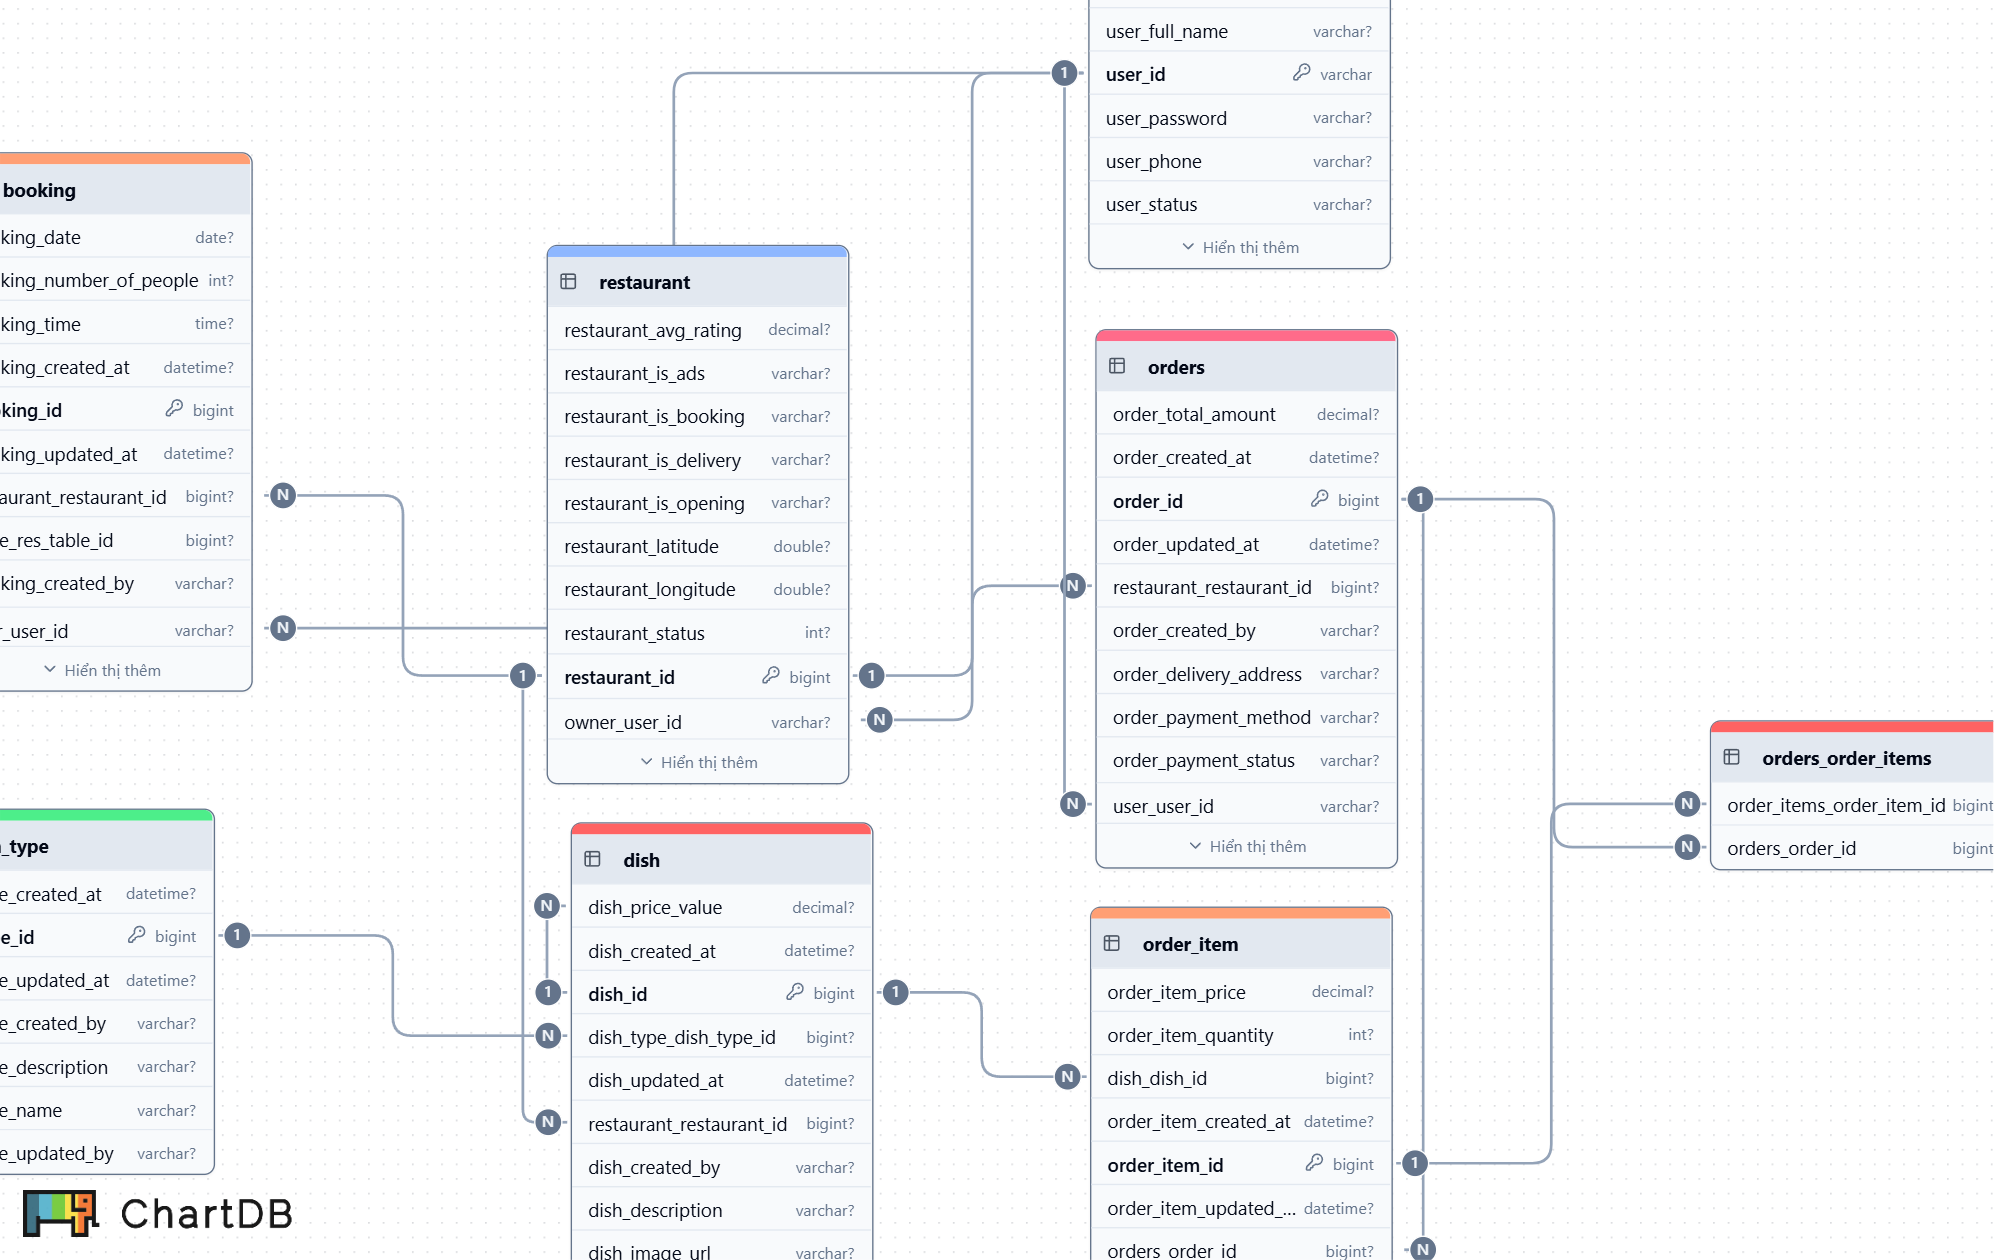 user_full_name varchar?
user_id varchar
user_password varchar?
user_phone varchar?
user_status varchar?
Hiển thị thêm
booking
king_date date?
king_number_of_people int?
king_time time?
king_created_at datetime?
king_id bigint
king_updated_at datetime?
aurant_restaurant_id bigint?
e_res_table_id bigint?
king_created_by varchar?
r_user_id varchar?
Hiển thị thêm
restaurant
restaurant_avg_rating decimal?
restaurant_is_ads varchar?
restaurant_is_booking varchar?
restaurant_is_delivery varchar?
restaurant_is_opening varchar?
restaurant_latitude double?
restaurant_longitude double?
restaurant_status int?
restaurant_id bigint
owner_user_id varchar?
Hiển thị thêm
orders
order_total_amount decimal?
order_created_at datetime?
order_id bigint
order_updated_at datetime?
restaurant_restaurant_id bigint?
order_created_by varchar?
order_delivery_address varchar?
order_payment_method varchar?
order_payment_status varchar?
user_user_id varchar?
Hiển thị thêm
orders_order_items
order_items_order_item_id bigint
orders_order_id bigint
_type
e_created_at datetime?
e_id bigint
e_updated_at datetime?
e_created_by varchar?
e_description varchar?
e_name varchar?
e_updated_by varchar?
dish
dish_price_value decimal?
dish_created_at datetime?
dish_id bigint
dish_type_dish_type_id bigint?
dish_updated_at datetime?
restaurant_restaurant_id bigint?
dish_created_by varchar?
dish_description varchar?
dish_image_url varchar?
order_item
order_item_price decimal?
order_item_quantity int?
dish_dish_id bigint?
order_item_created_at datetime?
order_item_id bigint
order_item_updated_... datetime?
orders_order_id bigint?
1
N
N
1
1
N
N
N
1
N
N
1
N
1
N
N
1
N
1
N
ChartDB